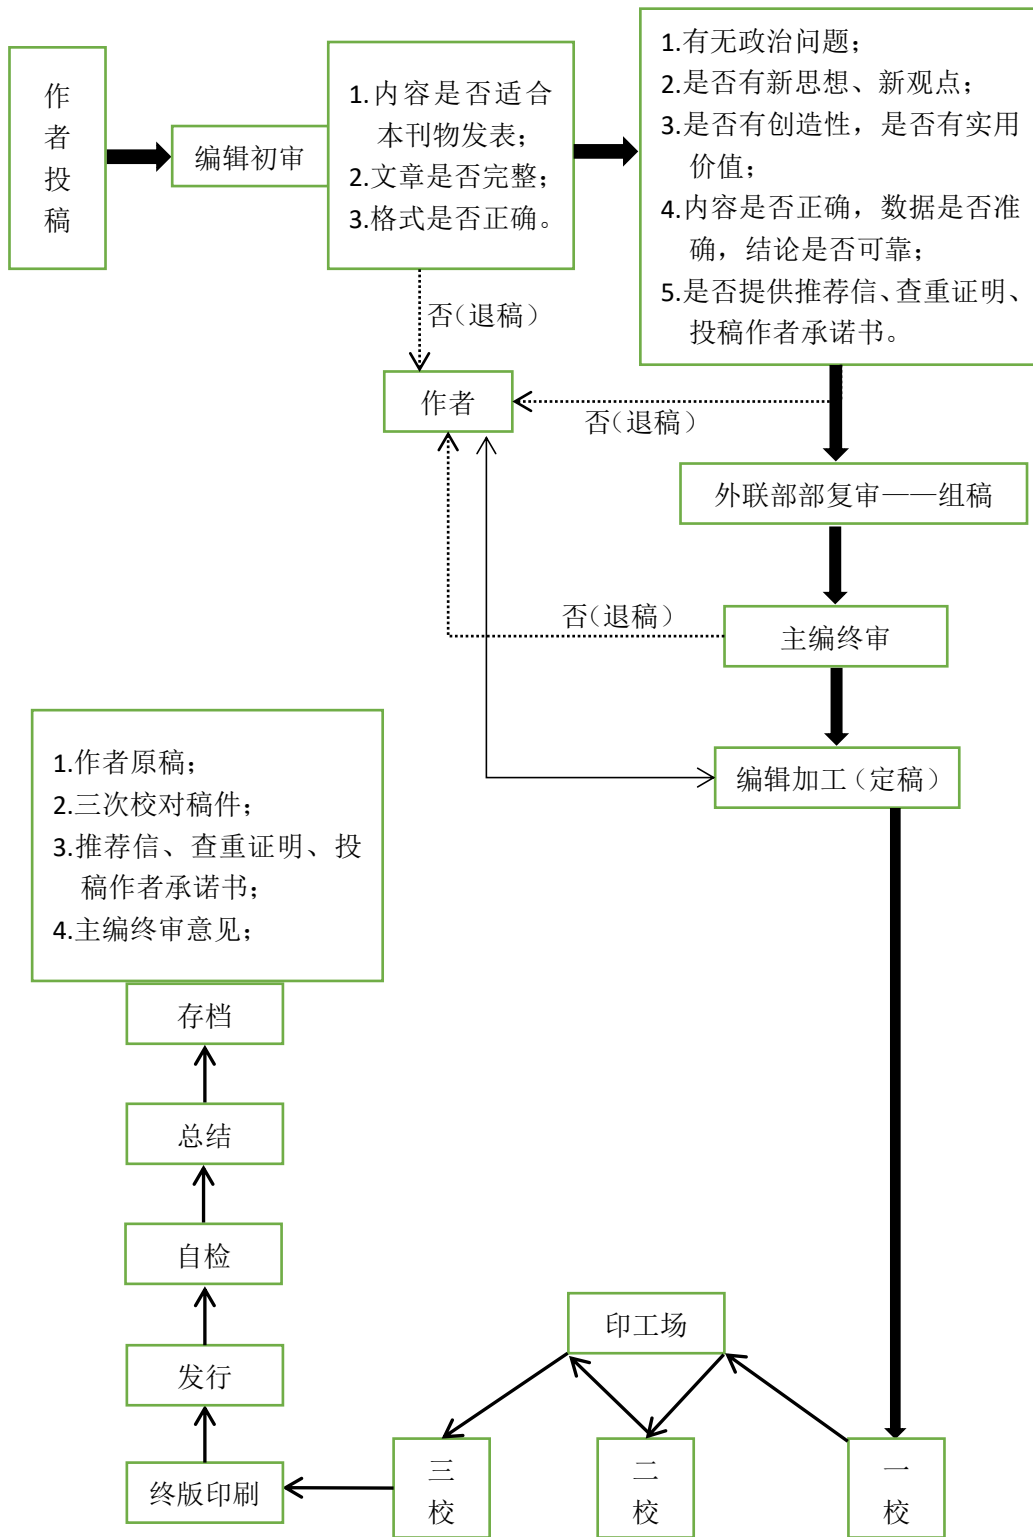 作
者
投
稿
编辑初审
1.内容是否适合
本刊物发表；
2.文章是否完整；
3.格式是否正确。
1.有无政治问题；
2.是否有新思想、新观点；
3.是否有创造性，是否有实用
价值；
4.内容是否正确，数据是否准
确，结论是否可靠；
5.是否提供推荐信、查重证明、
投稿作者承诺书。
否（退稿）
作者
否（退稿）
外联部部复审——组稿
否（退稿）
主编终审
编辑加工（定稿）
1.作者原稿；
2.三次校对稿件；
3.推荐信、查重证明、投
稿作者承诺书；
4.主编终审意见；
存档
总结
自检
发行
终版印刷
印工场
三
校
二
校
一
校